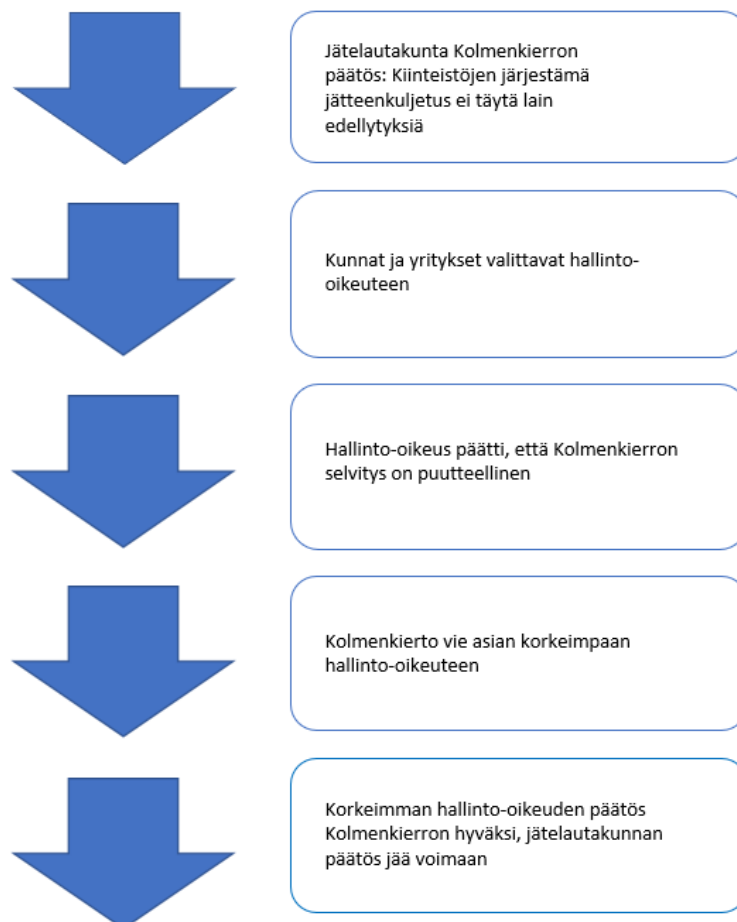 Jätelautakunta Kolmenkierron
päätös: Kiinteistöjen järjestämä
jätteenkuljetus ei täytä lain
edellytyksiä
Kunnat ja yritykset valittavat hallinto-
oikeuteen
Hallinto-oikeus päätti, että Kolmenkierron
selvitys on puutteellinen
Kolmenkierto vie asian korkeimpaan
hallinto-oikeuteen
Korkeimman hallinto-oikeuden päätös
Kolmenkierron hyväksi, jätelautakunnan
päätös jää voimaan